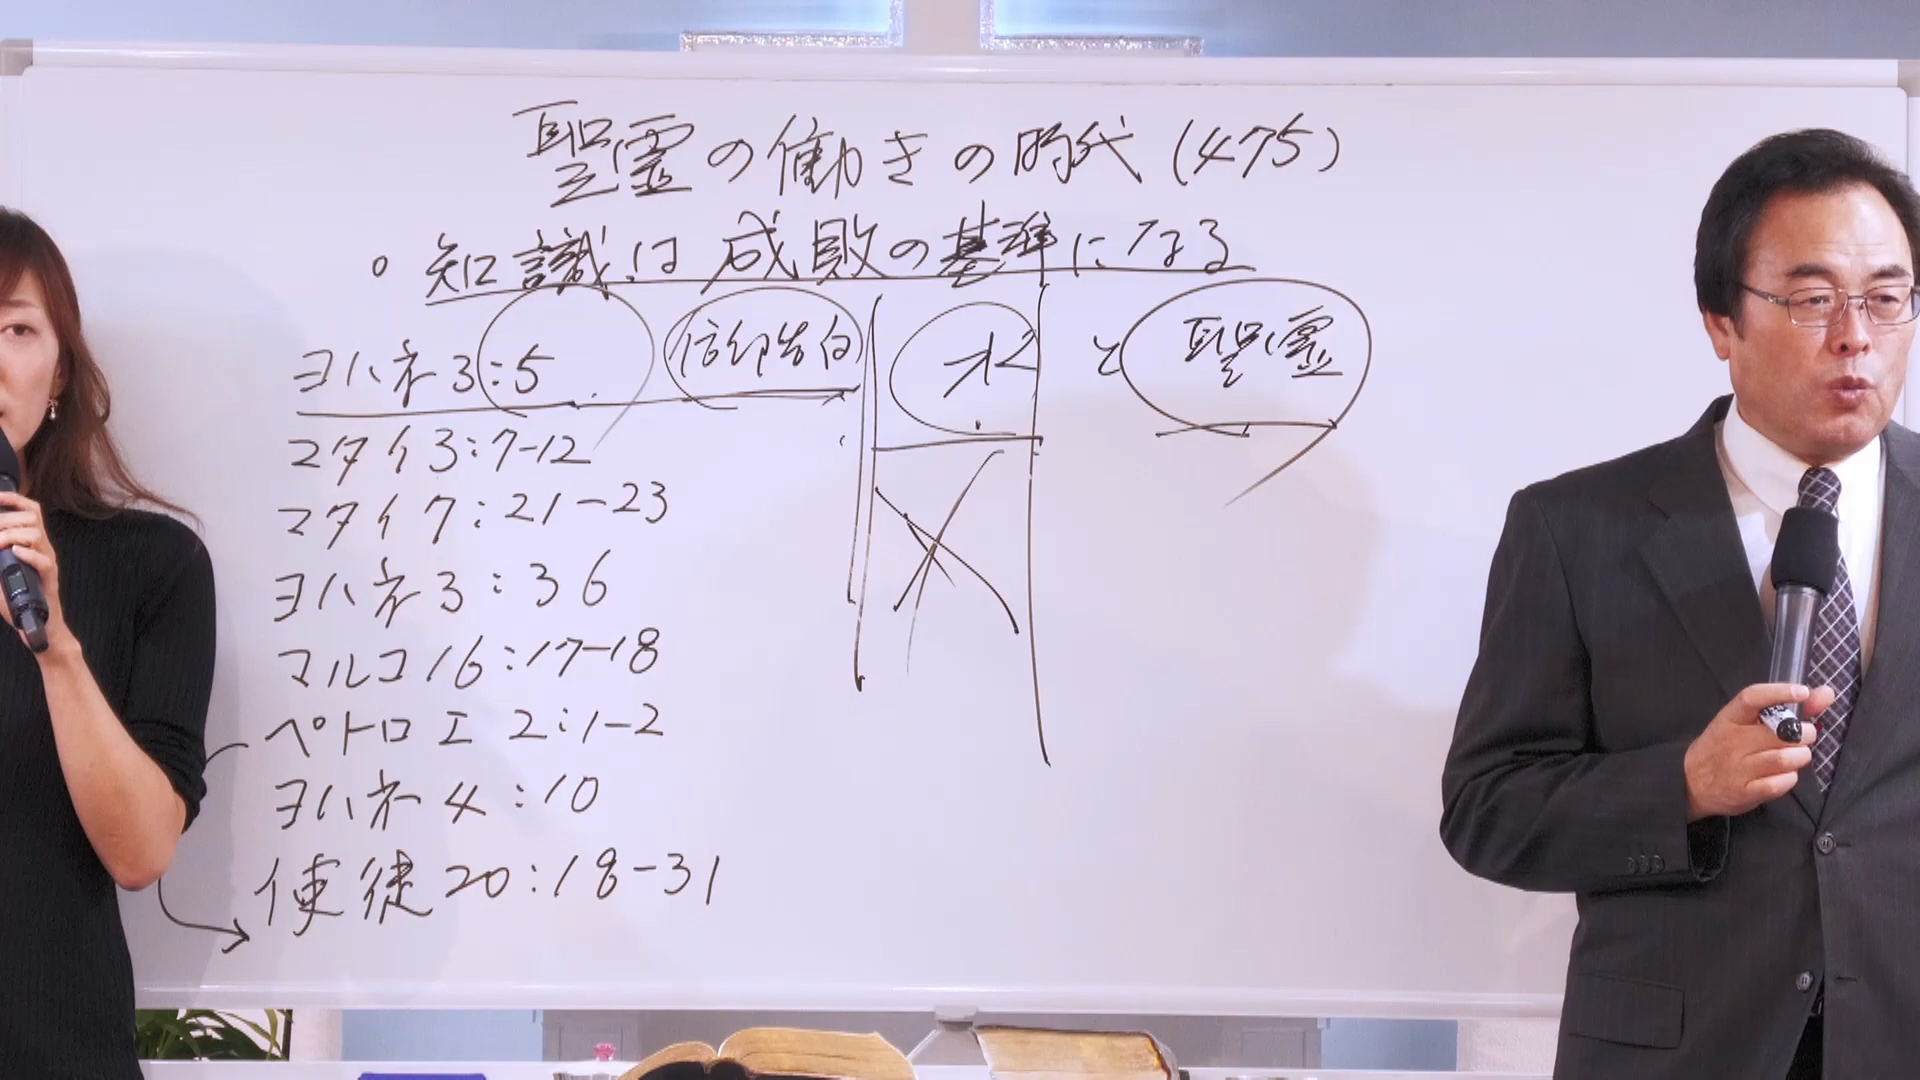 聖霊の働きの時代(475)
○ 知識は成敗の基準になる
ヨハネ3:5 信仰告白 水 と 聖霊
マタイ3:7-12
マタイ7:21-23
ヨハネ3:36
マルコ16:17-18
ペトロI 2:1-2
ヨハネ4:10
使徒20:18-31